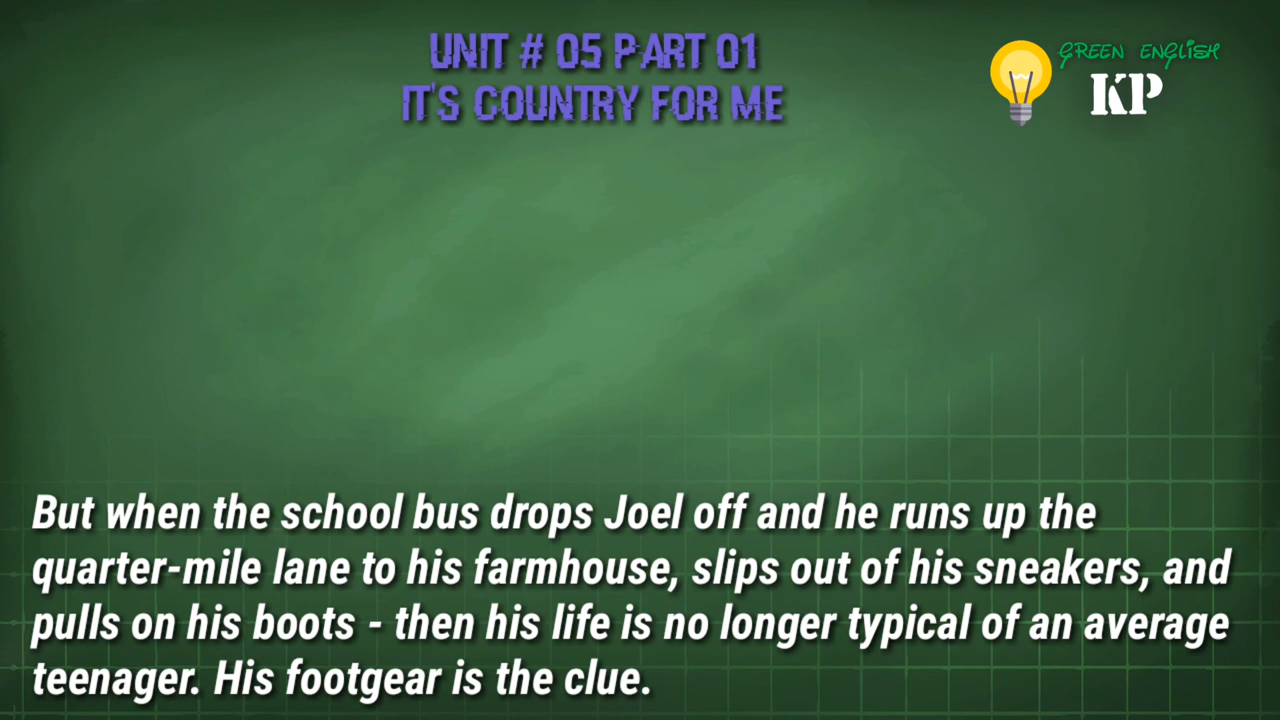 UNIT # 05 PART 01
IT'S COUNTRY FOR ME
GREEN ENGLISH
KP
But when the school bus drops Joel off and he runs up the
quarter-mile lane to his farmhouse, slips out of his sneakers, and
pulls on his boots - then his life is no longer typical of an average
teenager. His footgear is the clue.